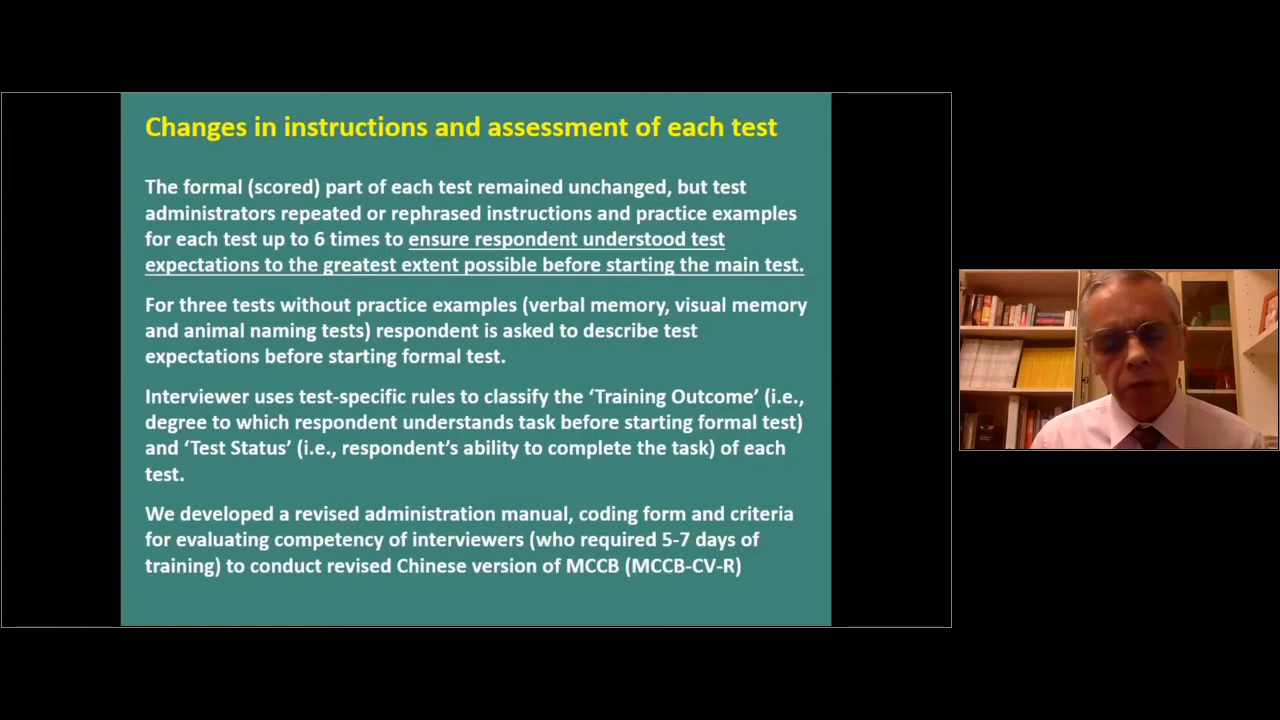 Changes in instructions and assessment of each test
The formal (scored) part of each test remained unchanged, but test
administrators repeated or rephrased instructions and practice examples
for each test up to 6 times to ensure respondent understood test
expectations to the greatest extent possible before starting the main test.
For three tests without practice examples (verbal memory, visual memory
and animal naming tests) respondent is asked to describe test
expectations before starting formal test.
Interviewer uses test-specific rules to classify the ‘Training Outcome’ (i.e.,
degree to which respondent understands task before starting formal test)
and ‘Test Status’ (i.e., respondent’s ability to complete the task) of each
test.
We developed a revised administration manual, coding form and criteria
for evaluating competency of interviewers (who required 5-7 days of
training) to conduct revised Chinese version of MCCB (MCCB-CV-R)